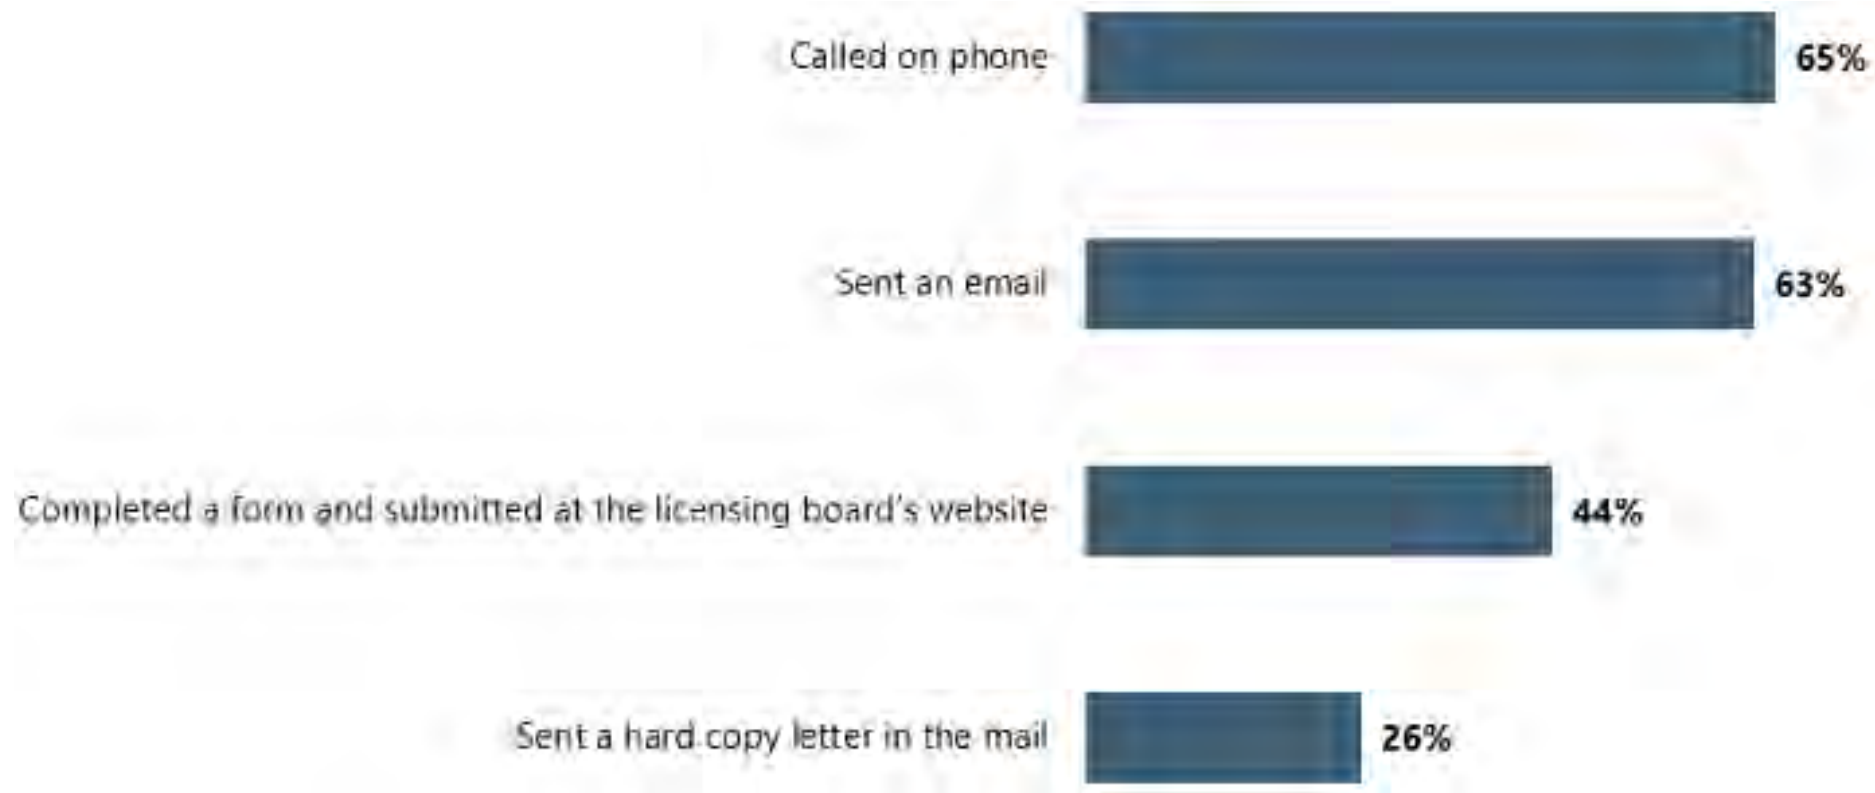 Called on phone 65%
Sent an email 63%
Completed a form and submitted at the licensing board's website 44%
Sent a hard copy letter in the mail 26%